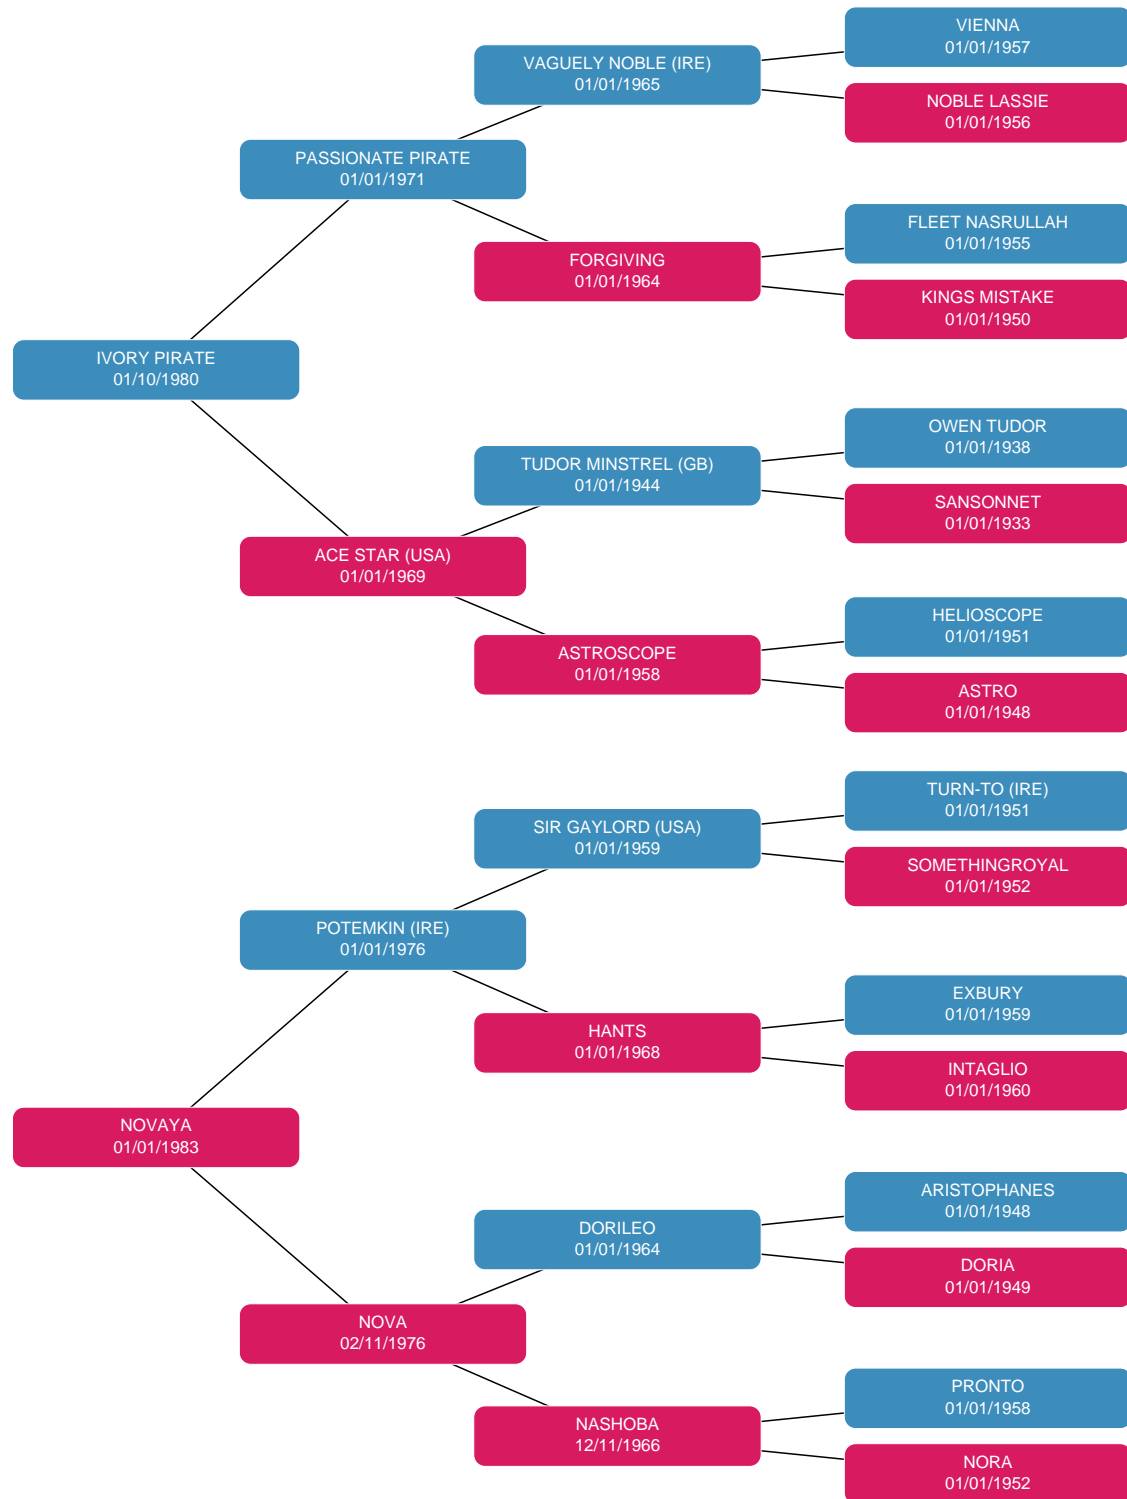 VIENNA
01/01/1957
VAGUELY NOBLE (IRE)
01/01/1965
NOBLE LASSIE
01/01/1956
PASSIONATE PIRATE
01/01/1971
FLEET NASRULLAH
01/01/1955
FORGIVING
01/01/1964
KINGS MISTAKE
01/01/1950
IVORY PIRATE
01/10/1980
OWEN TUDOR
01/01/1938
TUDOR MINSTREL (GB)
01/01/1944
SANSONNET
01/01/1933
ACE STAR (USA)
01/01/1969
HELIOSCOPE
01/01/1951
ASTROSCOPE
01/01/1958
ASTRO
01/01/1948
TURN-TO (IRE)
01/01/1951
SIR GAYLORD (USA)
01/01/1959
SOMETHINGROYAL
01/01/1952
POTEMKIN (IRE)
01/01/1976
EXBURY
01/01/1959
HANTS
01/01/1968
INTAGLIO
01/01/1960
NOVAYA
01/01/1983
ARISTOPHANES
01/01/1948
DORILEO
01/01/1964
DORIA
01/01/1949
NOVA
02/11/1976
PRONTO
01/01/1958
NASHOBA
12/11/1966
NORA
01/01/1952